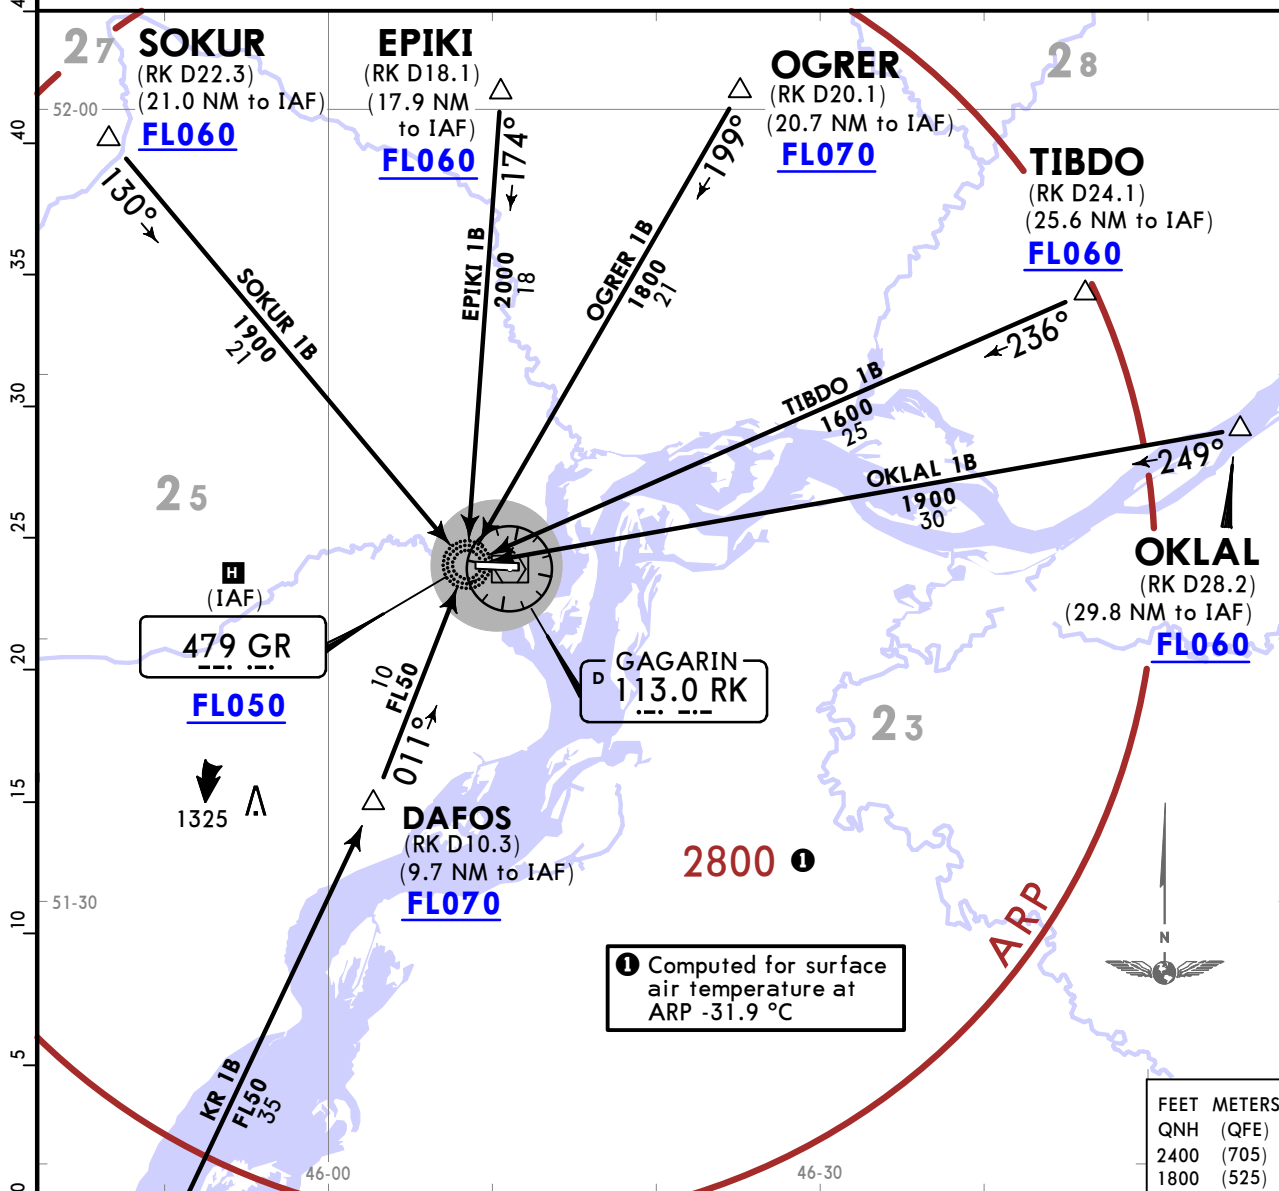 27
SOKUR
(RK D22.3)
(21.0 NM to IAF)
FL060
EPIKI
(RK D18.1)
(17.9 NM
to IAF)
FL060
OGRER
(RK D20.1)
(20.7 NM to IAF)
FL070
28
TIBDO
(RK D24.1)
(25.6 NM to IAF)
FL060
52-00
40
35
30
25
20
15
10
5
0
130°
174°
199°
236°
249°
SOKUR 1B
1900
21
EPIKI 1B
2000
18
OGRER 1B
1800
21
TIBDO 1B
1600
25
OKLAL 1B
1900
30
25
OKLAL
(RK D28.2)
(29.8 NM to IAF)
FL060
H
(IAF)
479 GR
FL050
GAGARIN
D 113.0 RK
10
FL50
011°
23
1325
DAFOS
(RK D10.3)
(9.7 NM to IAF)
FL070
2800 1
ARP
51-30
N
1 Computed for surface
air temperature at
ARP -31.9 °C
KR 1B
FL50
35
46-00
46-30
FEET METERS
QNH (QFE)
2400 (705)
1800 (525)